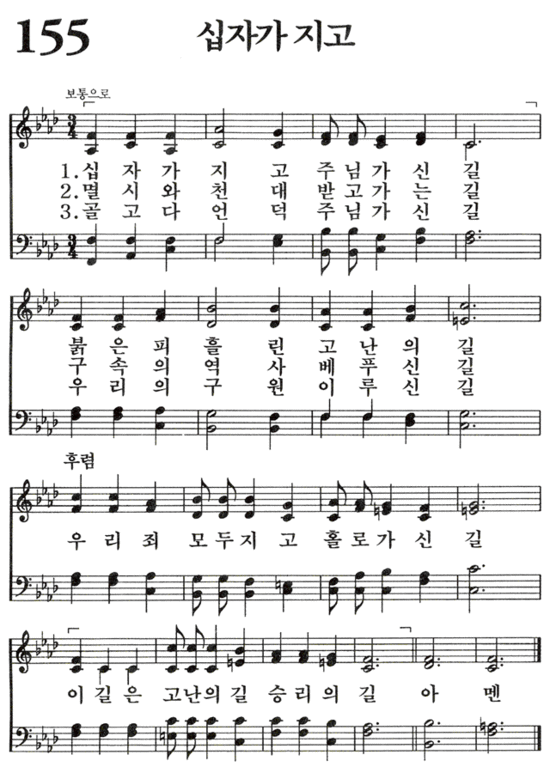 155 십자가 지고
보통으로
1.십 자 가 지 고 주 님 가 신 길
2.멸 시 와 천 대 받 고 가 는 길
3.골 고 다 언 덕 주 님 가 신 길
붉 은 피 흘 린 고 난 의 길
구 속 의 역 사 베 푸 신 길
우 리 의 구 원 이 루 신 길
후렴
우 리 죄 모 두 지 고 홀 로 가 신 길
이 길 은 고 난 의 길 승 리 의 길 아 멘